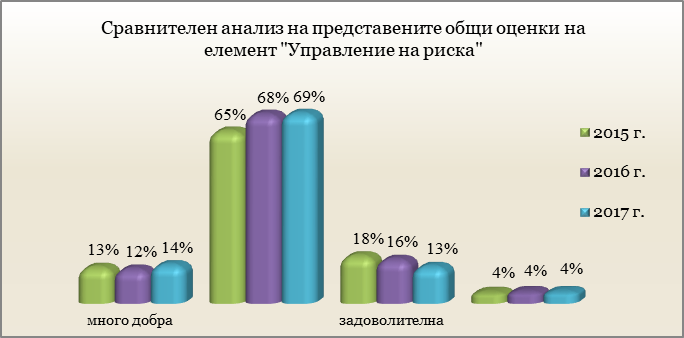 Сравнителен анализ на представените общи оценки на
елемент "Управление на риска"
13% 12% 14%
65% 68% 69%
18% 16% 13%
4% 4% 4%
много добра
задоволителна
2015 г.
2016 г.
2017 г.